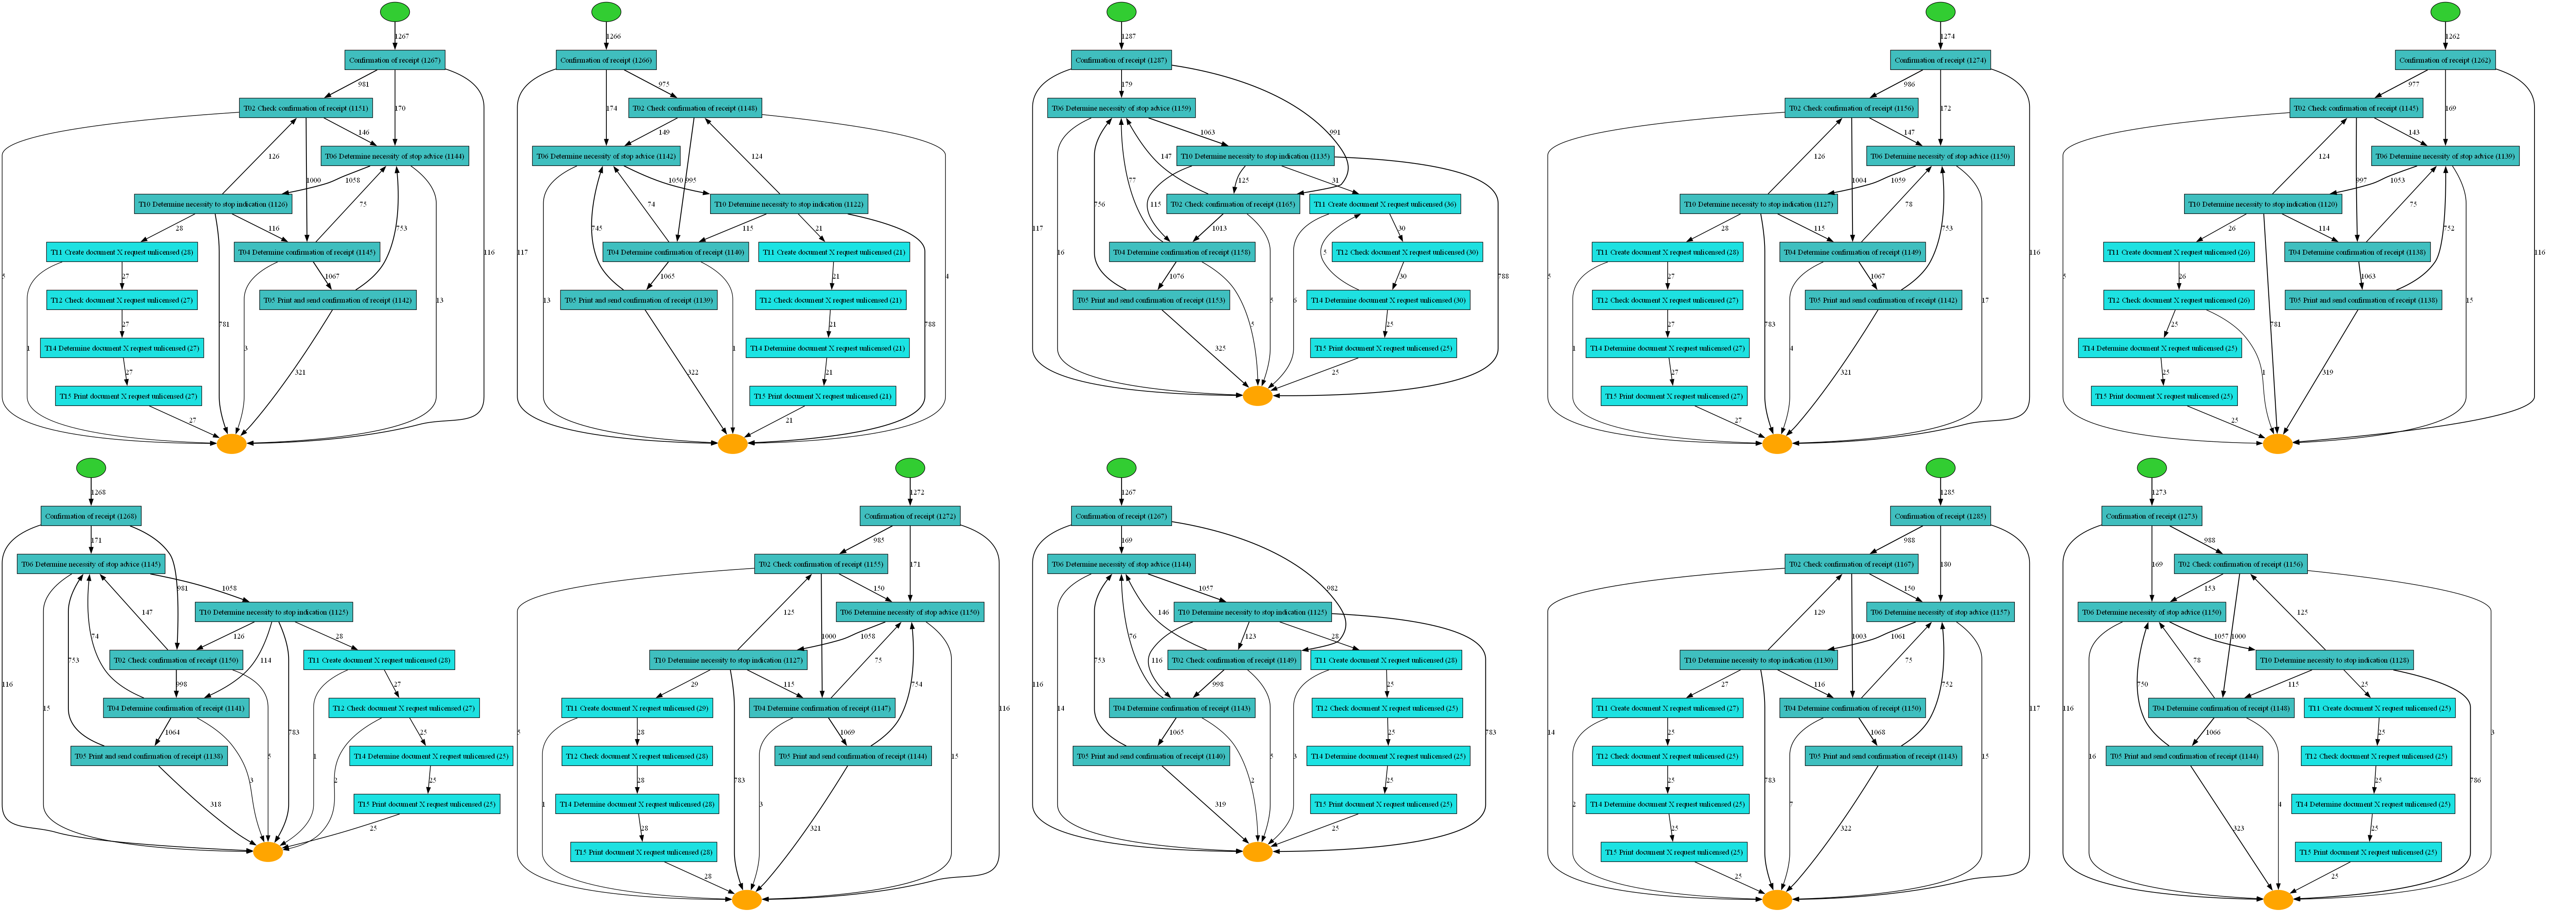 1267
Confirmation of receipt (1267)
981
T02 Check confirmation of receipt (1151)
170
146
T06 Determine necessity of stop advice (1144)
126
1000
1058
T10 Determine necessity to stop indication (1126)
75
753
116
28
116
T11 Create document X request unlicensed (28)
T04 Determine confirmation of receipt (1145)
5
27
1067
13
T12 Check document X request unlicensed (27)
T05 Print and send confirmation of receipt (1142)
781
27
T14 Determine document X request unlicensed (27)
1
3
27
321
T15 Print document X request unlicensed (27)
27
1266
Confirmation of receipt (1266)
975
174
T02 Check confirmation of receipt (1148)
149
T06 Determine necessity of stop advice (1142)
124
1050
995
74
T10 Determine necessity to stop indication (1122)
745
115
21
117
T04 Determine confirmation of receipt (1140)
T11 Create document X request unlicensed (21)
1065
21
4
13
T05 Print and send confirmation of receipt (1139)
T12 Check document X request unlicensed (21)
21
788
1
T14 Determine document X request unlicensed (21)
322
21
T15 Print document X request unlicensed (21)
21
1287
Confirmation of receipt (1287)
179
T06 Determine necessity of stop advice (1159)
991
1063
147
T10 Determine necessity to stop indication (1135)
77
125
31
756
115
T02 Check confirmation of receipt (1165)
T11 Create document X request unlicensed (36)
117
1013
30
16
T04 Determine confirmation of receipt (1158)
5
T12 Check document X request unlicensed (30)
1076
30
788
T05 Print and send confirmation of receipt (1153)
5
6
T14 Determine document X request unlicensed (30)
5
25
325
T15 Print document X request unlicensed (25)
25
1274
Confirmation of receipt (1274)
986
172
T02 Check confirmation of receipt (1156)
147
T06 Determine necessity of stop advice (1150)
126
1004
1059
T10 Determine necessity to stop indication (1127)
78
753
28
115
116
T11 Create document X request unlicensed (28)
T04 Determine confirmation of receipt (1149)
5
27
1067
17
T12 Check document X request unlicensed (27)
T05 Print and send confirmation of receipt (1142)
783
27
T14 Determine document X request unlicensed (27)
1
4
27
321
T15 Print document X request unlicensed (27)
27
1262
Confirmation of receipt (1262)
977
169
T02 Check confirmation of receipt (1145)
143
T06 Determine necessity of stop advice (1139)
124
997
1053
T10 Determine necessity to stop indication (1120)
75
752
26
114
116
T11 Create document X request unlicensed (26)
T04 Determine confirmation of receipt (1138)
5
26
1063
15
T12 Check document X request unlicensed (26)
T05 Print and send confirmation of receipt (1138)
781
25
T14 Determine document X request unlicensed (25)
1
25
319
T15 Print document X request unlicensed (25)
25
1268
Confirmation of receipt (1268)
171
T06 Determine necessity of stop advice (1145)
981
1058
147
T10 Determine necessity to stop indication (1125)
74
126
114
28
753
T02 Check confirmation of receipt (1150)
T11 Create document X request unlicensed (28)
116
998
27
15
T04 Determine confirmation of receipt (1141)
T12 Check document X request unlicensed (27)
1064
783
25
T05 Print and send confirmation of receipt (1138)
5
1
T14 Determine document X request unlicensed (25)
3
2
25
318
T15 Print document X request unlicensed (25)
25
1272
Confirmation of receipt (1272)
985
171
T02 Check confirmation of receipt (1155)
150
T06 Determine necessity of stop advice (1150)
125
1000
1058
T10 Determine necessity to stop indication (1127)
75
754
29
115
116
T11 Create document X request unlicensed (29)
T04 Determine confirmation of receipt (1147)
5
28
1069
15
T12 Check document X request unlicensed (28)
T05 Print and send confirmation of receipt (1144)
783
28
T14 Determine document X request unlicensed (28)
1
3
28
321
T15 Print document X request unlicensed (28)
28
1267
Confirmation of receipt (1267)
169
T06 Determine necessity of stop advice (1144)
982
1057
146
T10 Determine necessity to stop indication (1125)
76
123
28
753
116
T02 Check confirmation of receipt (1149)
T11 Create document X request unlicensed (28)
116
998
25
14
T04 Determine confirmation of receipt (1143)
T12 Check document X request unlicensed (25)
1065
25
783
T05 Print and send confirmation of receipt (1140)
5
3
T14 Determine document X request unlicensed (25)
2
25
319
T15 Print document X request unlicensed (25)
25
1285
Confirmation of receipt (1285)
988
180
T02 Check confirmation of receipt (1167)
150
T06 Determine necessity of stop advice (1157)
129
1003
1061
T10 Determine necessity to stop indication (1130)
75
752
27
116
117
T11 Create document X request unlicensed (27)
T04 Determine confirmation of receipt (1150)
14
25
1068
15
T12 Check document X request unlicensed (25)
T05 Print and send confirmation of receipt (1143)
783
25
T14 Determine document X request unlicensed (25)
2
7
25
322
T15 Print document X request unlicensed (25)
25
1273
Confirmation of receipt (1273)
988
169
T02 Check confirmation of receipt (1156)
153
T06 Determine necessity of stop advice (1150)
125
1057
1000
78
T10 Determine necessity to stop indication (1128)
750
115
25
116
T04 Determine confirmation of receipt (1148)
T11 Create document X request unlicensed (25)
1066
25
3
16
T05 Print and send confirmation of receipt (1144)
T12 Check document X request unlicensed (25)
25
786
4
T14 Determine document X request unlicensed (25)
323
25
T15 Print document X request unlicensed (25)
25